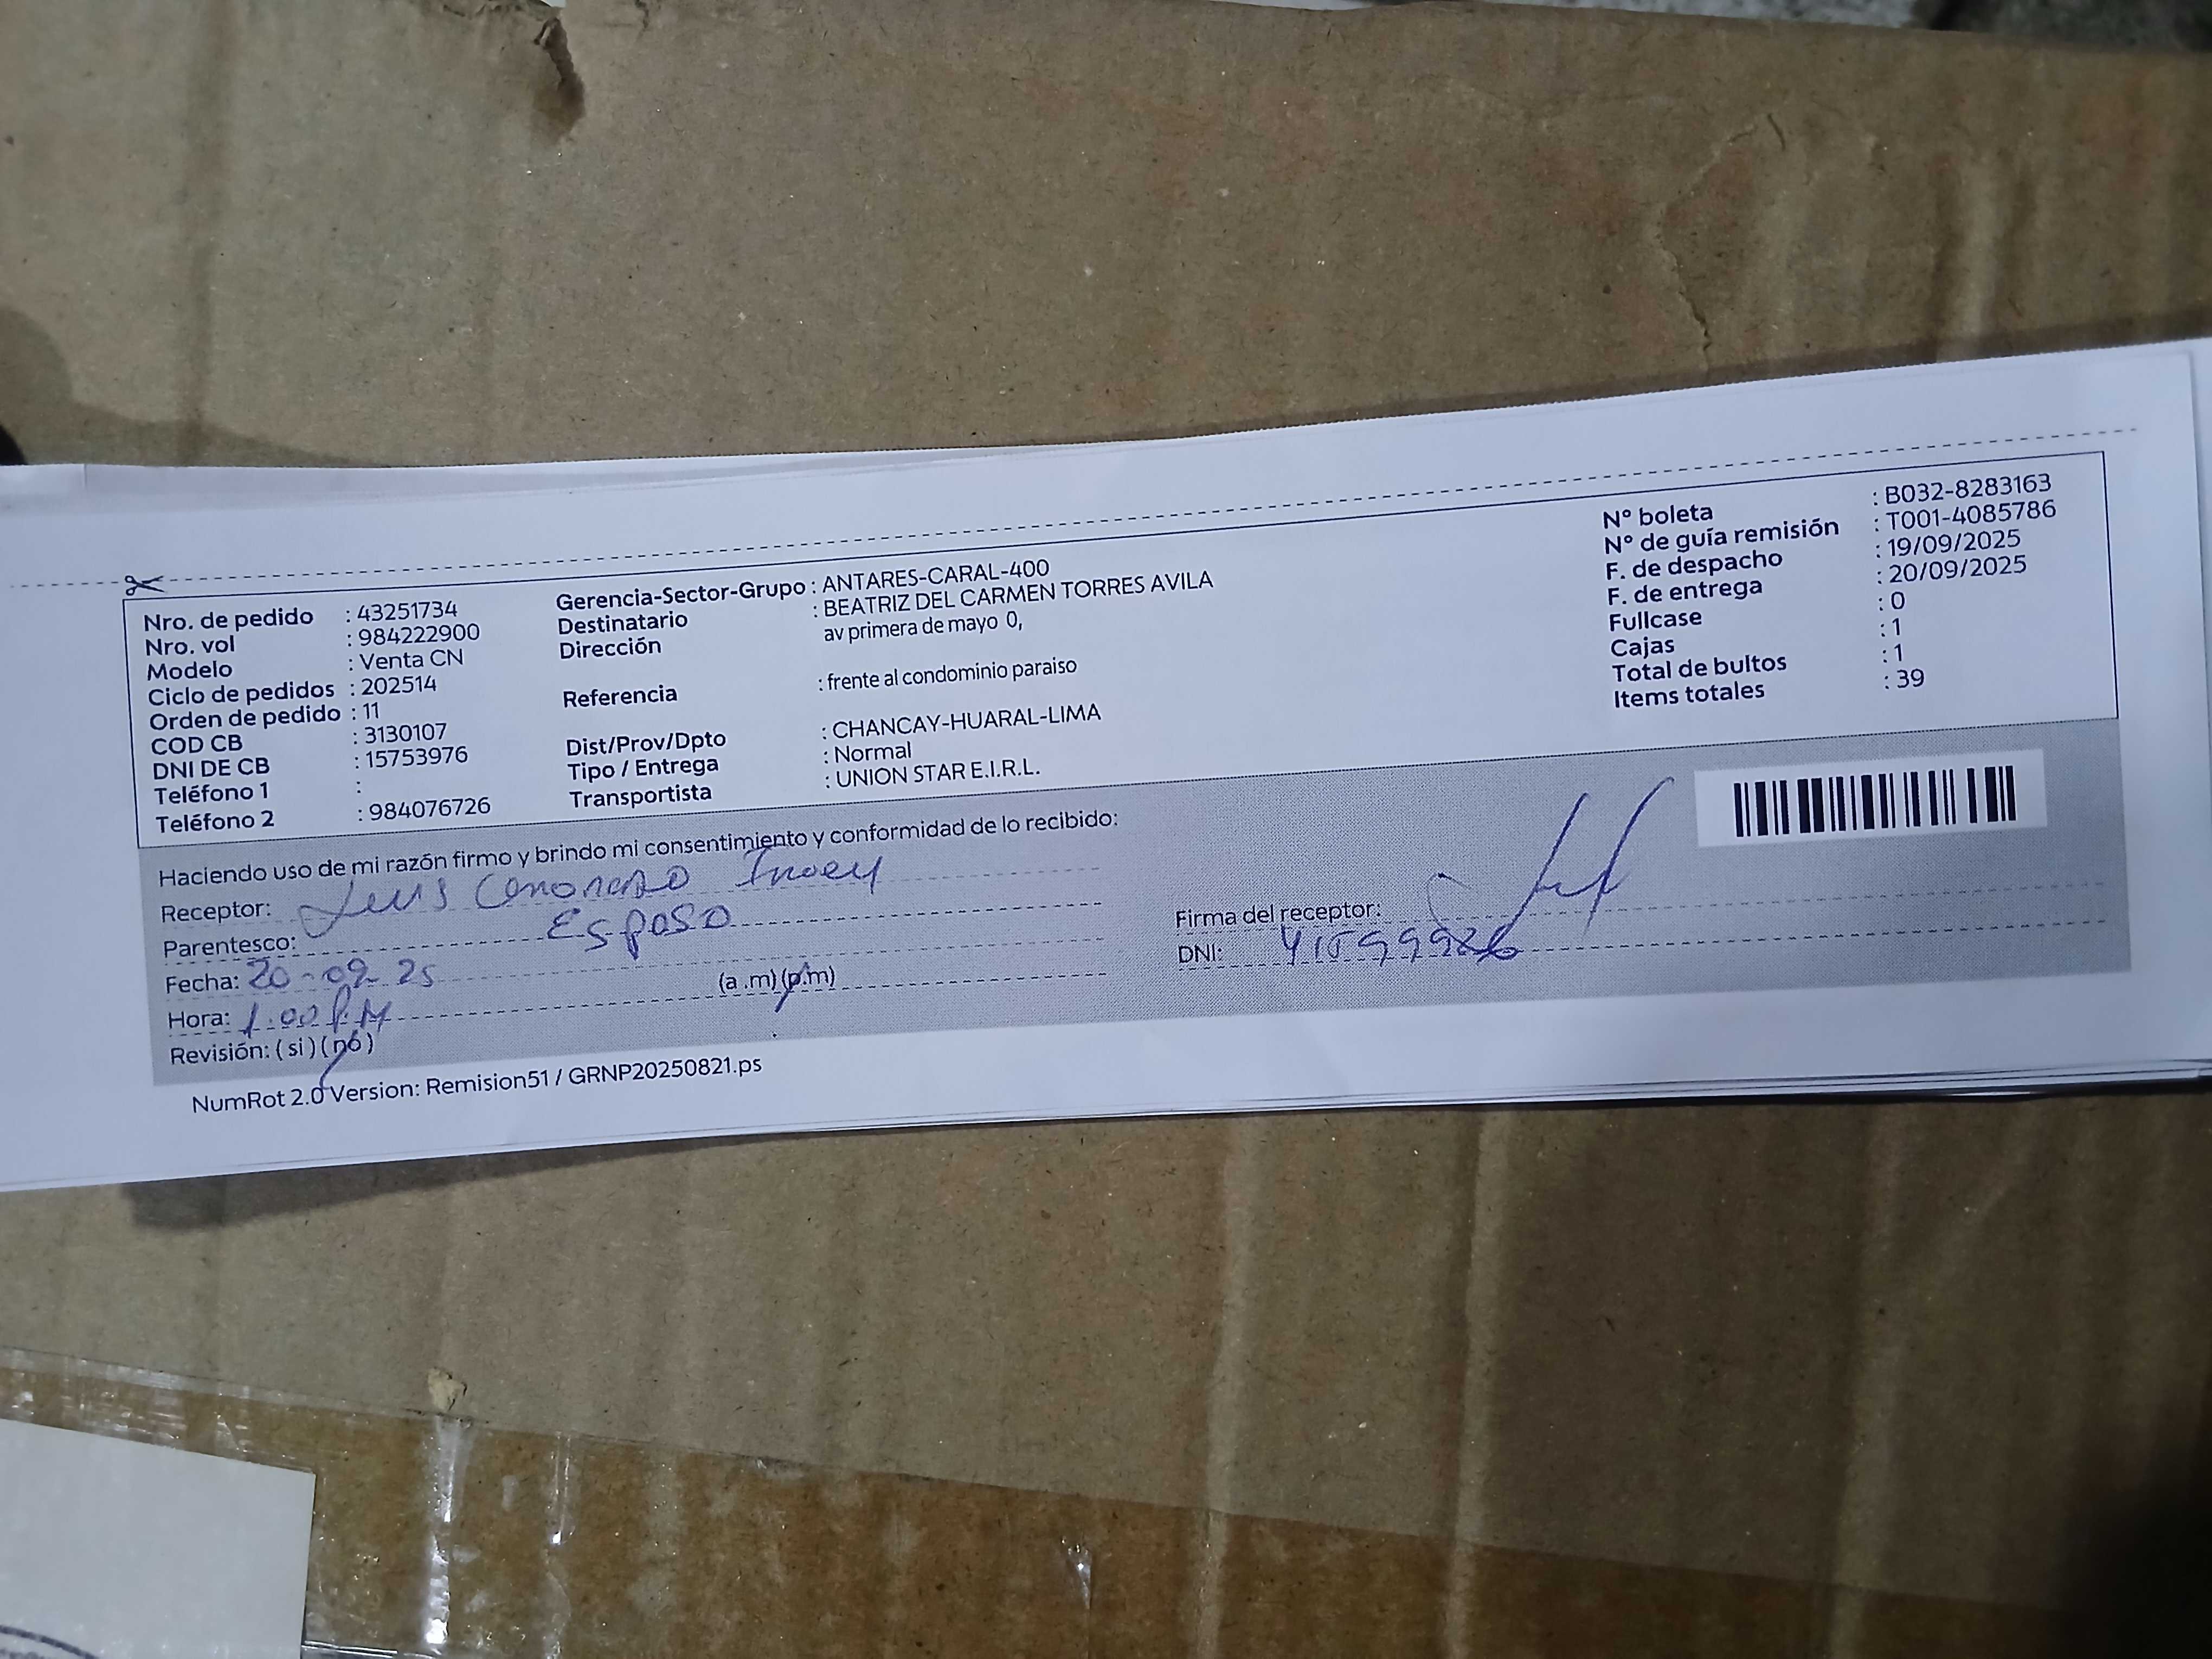 Nro. de pedido : 43251734
Nro. vol : 984222900
Modelo : Venta CN
Ciclo de pedidos : 202514
Orden de pedido : 11
COD CB : 3130107
DNI DE CB : 15753976
Teléfono 1 :
Teléfono 2 : 984076726
Gerencia-Sector-Grupo : ANTARES-CARAL-400
Destinatario : BEATRIZ DEL CARMEN TORRES AVILA
Dirección av primera de mayo 0,
Referencia : frente al condominio paraiso
Dist/Prov/Dpto : CHANCAY-HUARAL-LIMA
Tipo / Entrega : Normal
Transportista : UNION STAR E.I.R.L.
N° boleta : B032-8283163
N° de guía remisión : T001-4085786
F. de despacho : 19/09/2025
F. de entrega : 20/09/2025
Fullcase : 0
Cajas : 1
Total de bultos : 1
Items totales : 39
Haciendo uso de mi razón firmo y brindo mi consentimiento y conformidad de lo recibido:
Receptor: Luis
Parentesco: Esposo
Fecha: 20-09-25
Hora: 1:00 P.M (a .m) (p.m)
Revisión: ( si ) ( no )
Firma del receptor:
DNI:
NumRot 2.0 Version: Remision51 / GRNP20250821.ps